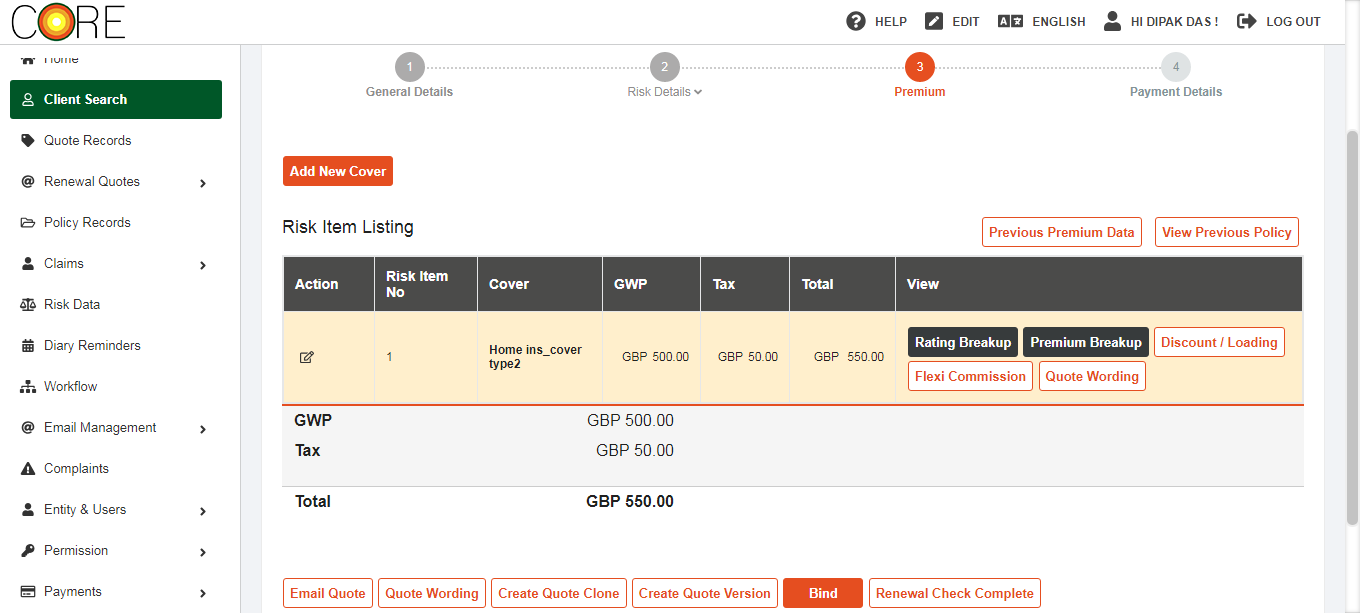 CORE
HELP
EDIT
ENGLISH
HI DIPAK DAS !
LOG OUT
Home
Client Search
Quote Records
Renewal Quotes
Policy Records
Claims
Risk Data
Diary Reminders
Workflow
Email Management
Complaints
Entity & Users
Permission
Payments
1
General Details
2
Risk Details
3
Premium
4
Payment Details
Add New Cover
Risk Item Listing
Previous Premium Data
View Previous Policy
Action
Risk Item
No
Cover
GWP
Tax
Total
View
1
Home ins_cover
type2
GBP 500.00
GBP 50.00
GBP 550.00
Rating Breakup
Premium Breakup
Discount / Loading
Flexi Commission
Quote Wording
GWP GBP 500.00
Tax GBP 50.00
Total GBP 550.00
Email Quote
Quote Wording
Create Quote Clone
Create Quote Version
Bind
Renewal Check Complete